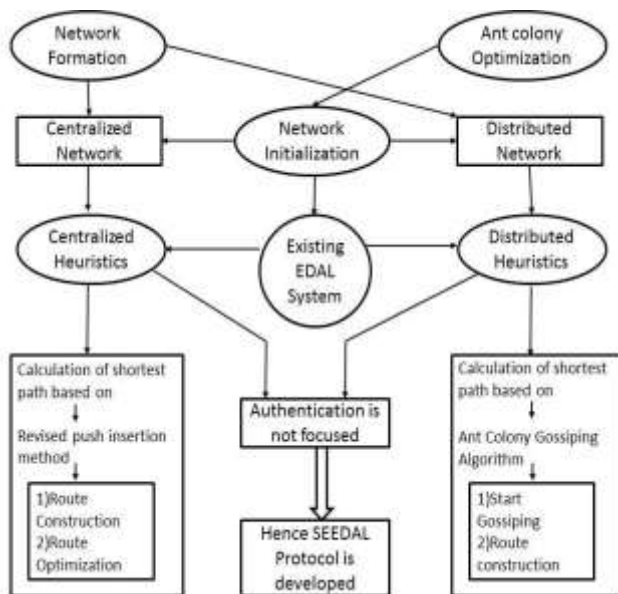 Network
Formation
Ant colony
Optimization
Centralized
Network
Network
Initialization
Distributed
Network
Centralized
Heuristics
Existing
EDAL
System
Distributed
Heuristics
Calculation of shortest
path based on
Revised push insertion
method
1)Route
Construction
2)Route
Optimization
Authentication is
not focused
Hence SEEDAL
Protocol is
developed
Calculation of shortest
path based on
Ant Colony Gossiping
Algorithm
1)Start
Gossiping
2)Route
construction